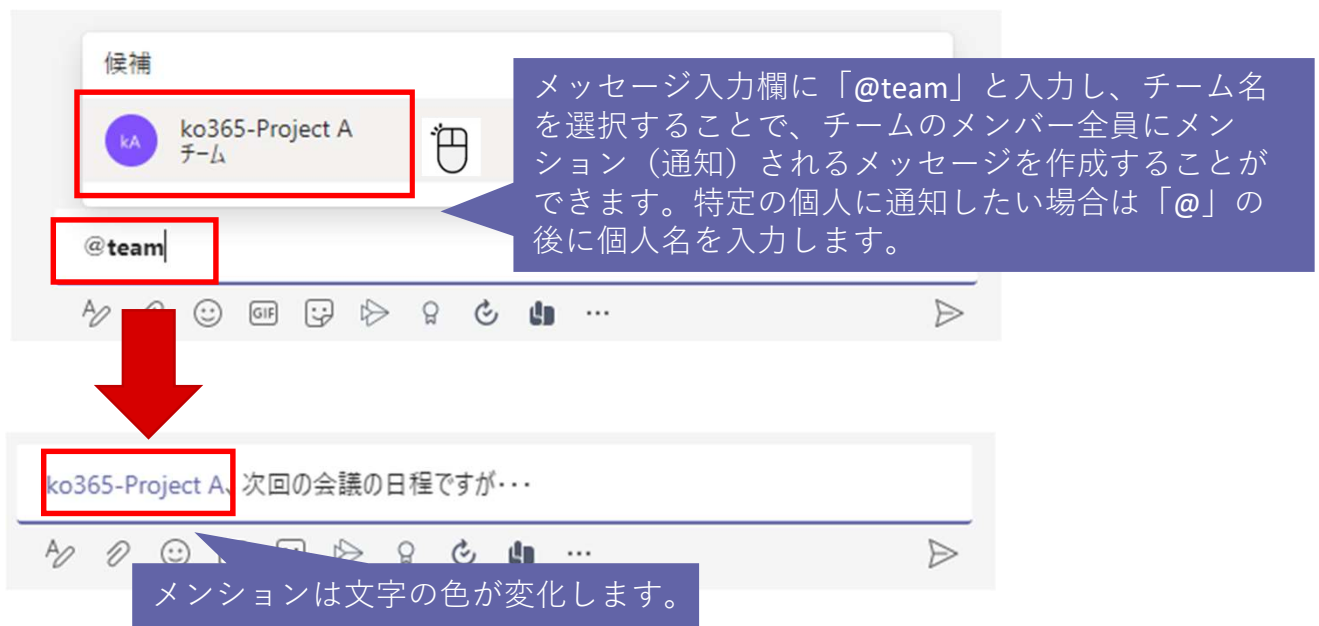 候補
kA
ko365-Project A
チーム
メッセージ入力欄に「@team」と入力し、チーム名
を選択することで、チームのメンバー全員にメン
ション（通知）されるメッセージを作成することが
できます。特定の個人に通知したい場合は「@」の
後に個人名を入力します。
@team
GIF
ko365-Project A、次回の会議の日程ですが・・・
メンションは文字の色が変化します。